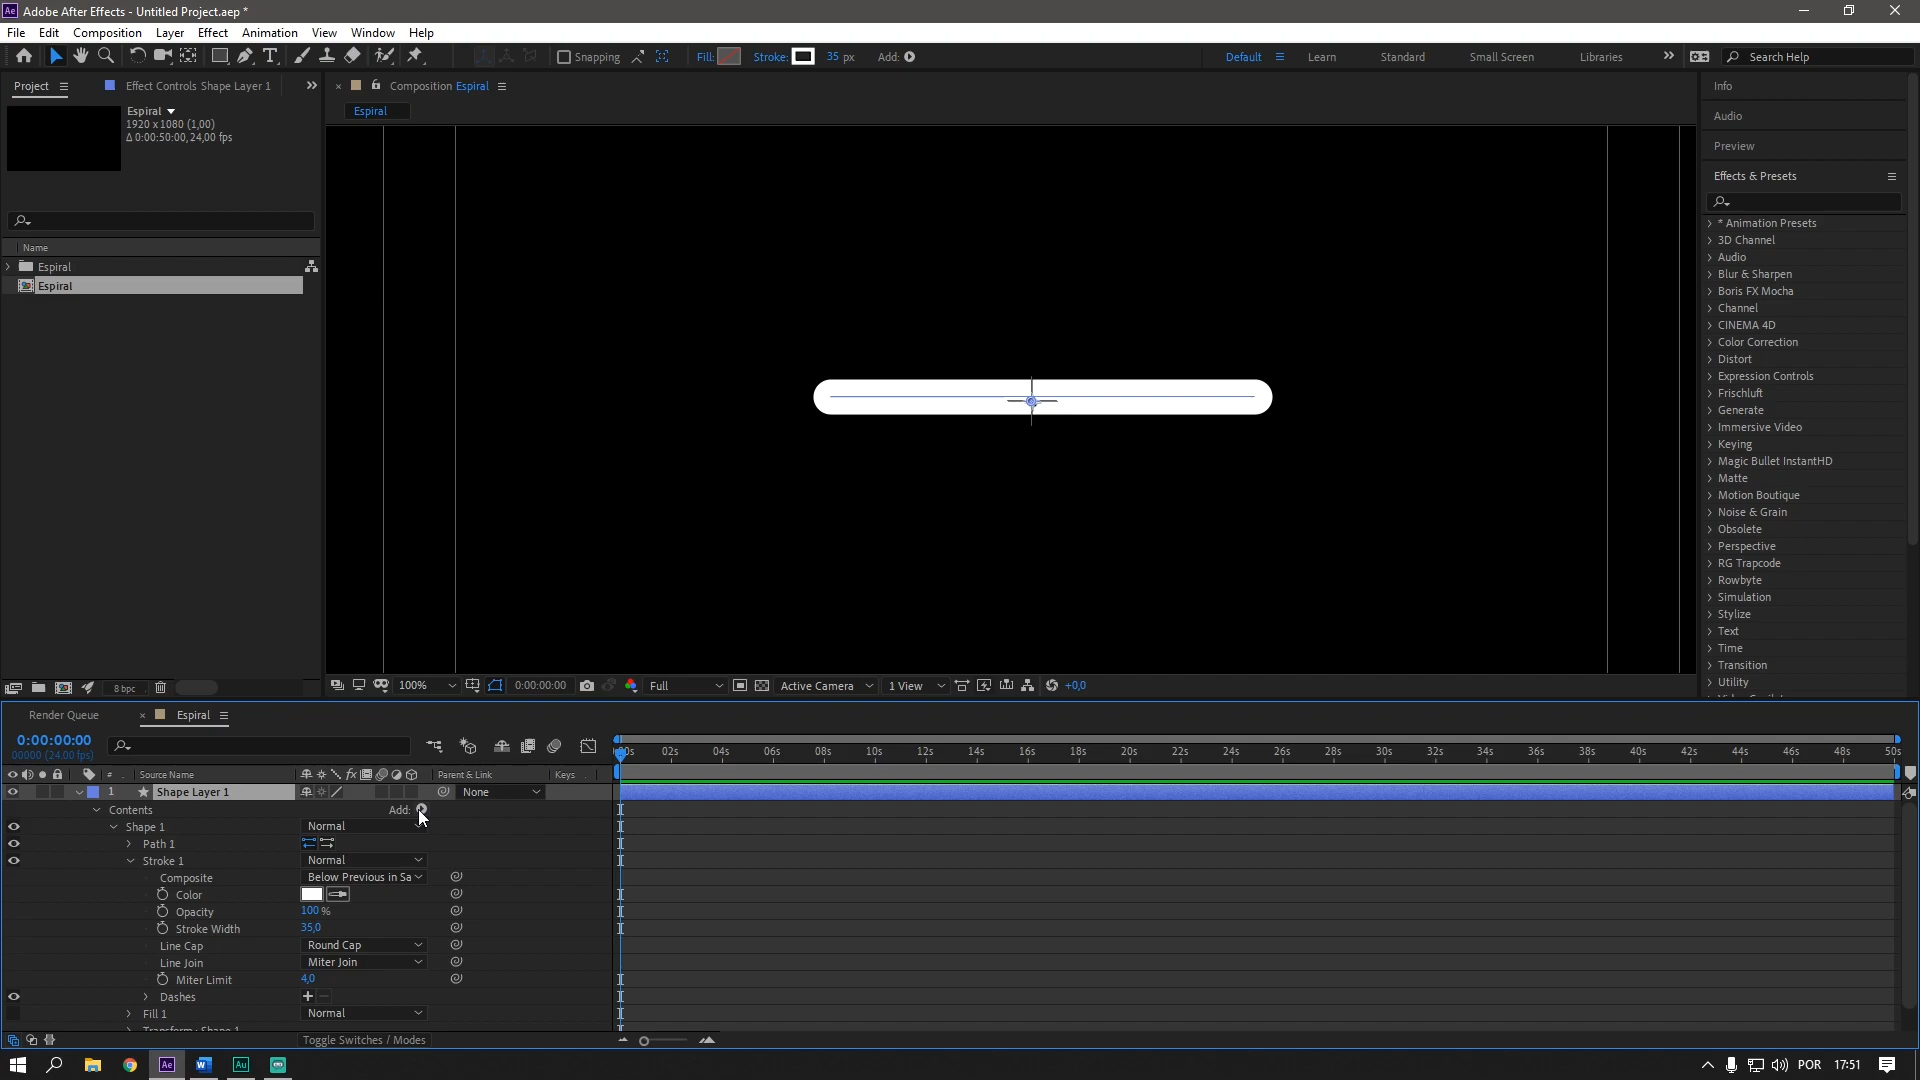 Adobe After Effects - Untitled Project.aep *
File Edit Composition Layer Effect Animation View Window Help
Snapping Fill: Stroke: 35 px Add: Default Learn Standard Small Screen Libraries Search Help
Project Effect Controls Shape Layer 1
Composition Espiral
Espiral
Espiral
1920 x 1080 (1,00)
Δ 0:00:50:00, 24,00 fps
Name
Espiral
Espiral
8 bpc
100% 0:00:00:00 Full Active Camera 1 View +0,0
Info
Audio
Preview
Effects & Presets
* Animation Presets
3D Channel
Audio
Blur & Sharpen
Boris FX Mocha
Channel
CINEMA 4D
Color Correction
Distort
Expression Controls
Frischluft
Generate
Immersive Video
Keying
Magic Bullet InstantHD
Matte
Motion Boutique
Noise & Grain
Obsolete
Perspective
RG Trapcode
Rowbyte
Simulation
Stylize
Text
Time
Transition
Utility
Render Queue Espiral
0:00:00:00
00000 (24.00 fps)
02s 04s 06s 08s 10s 12s 14s 16s 18s 20s 22s 24s 26s 28s 30s 32s 34s 36s 38s 40s 42s 44s 46s 48s 50s
# Source Name Parent & Link Keys
1 Shape Layer 1 None
Contents Add:
Shape 1 Normal
Path 1
Stroke 1 Normal
Composite Below Previous in Sa
Color
Opacity 100 %
Stroke Width 35,0
Line Cap Round Cap
Line Join Miter Join
Miter Limit 4,0
Dashes
Fill 1 Normal
Transform : Shape 1
Toggle Switches / Modes
POR 17:51